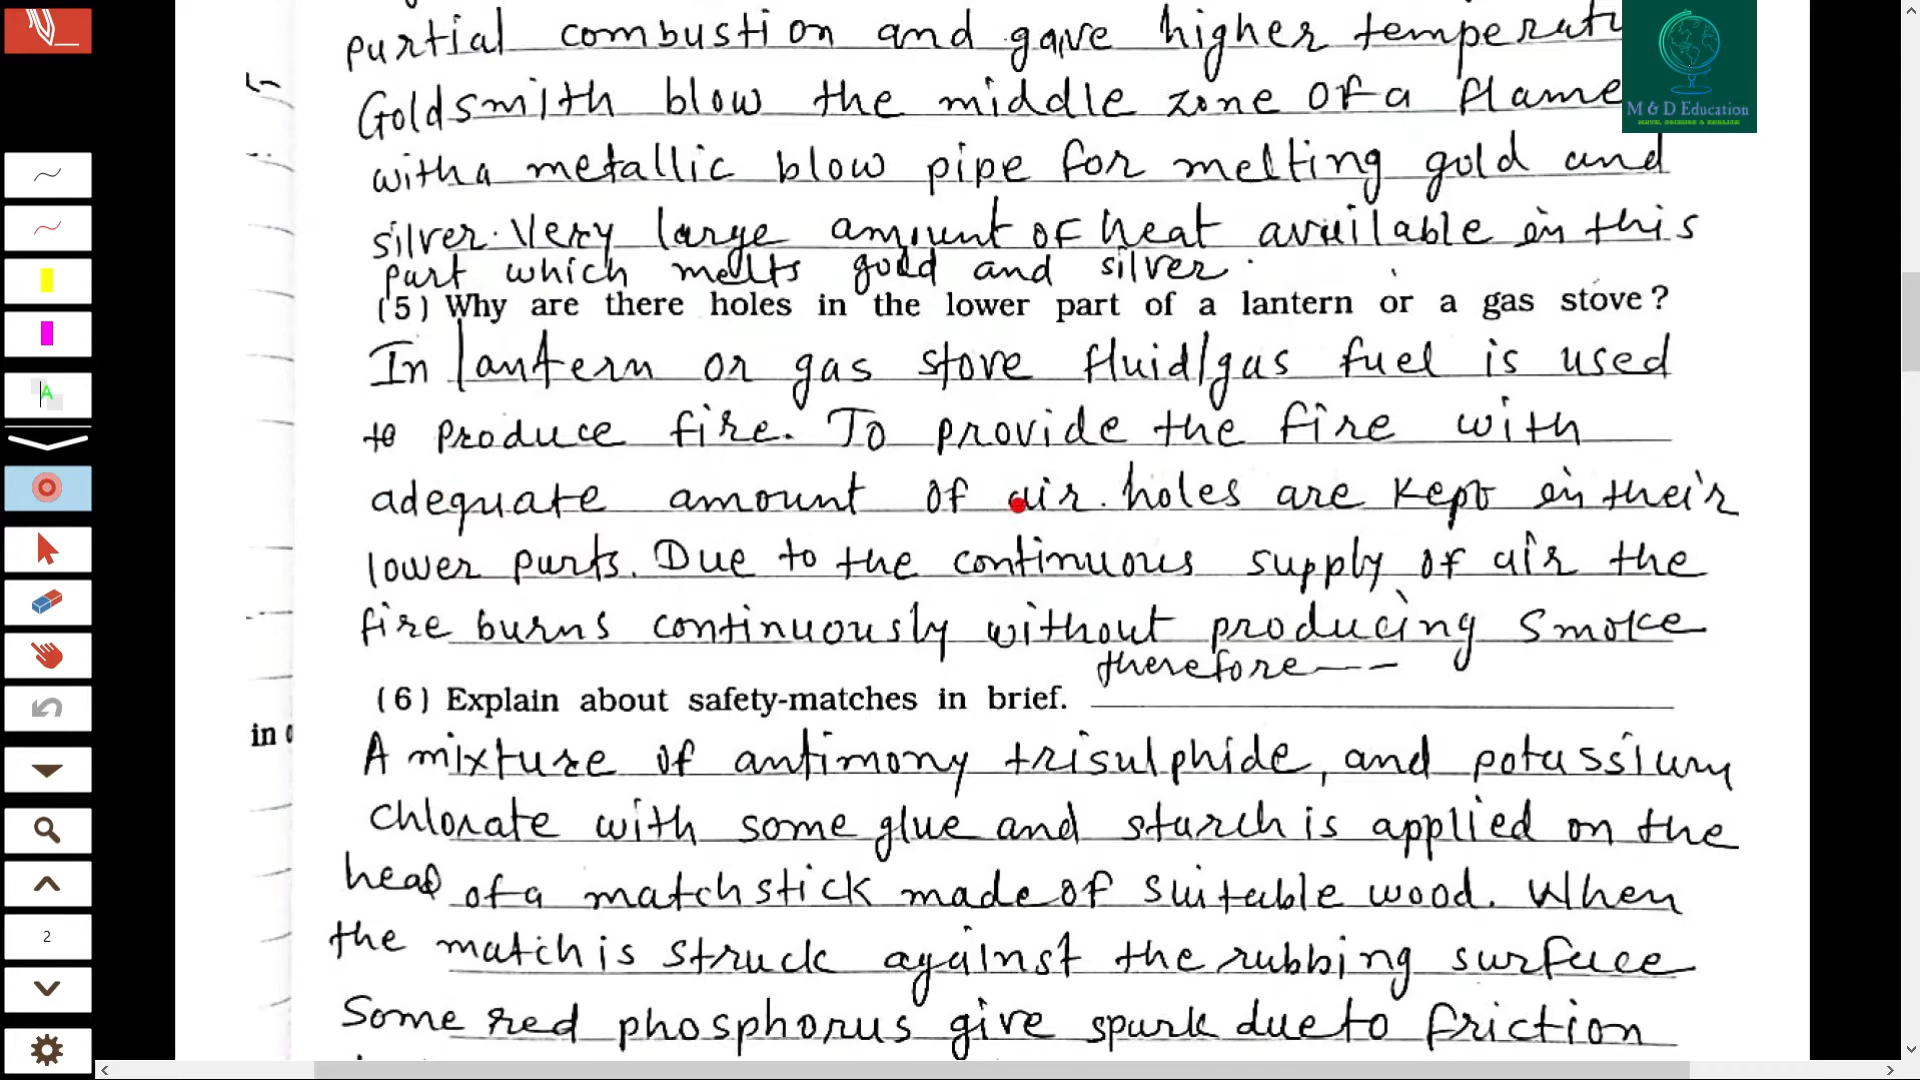 partial combustion and gave higher temperatu
Goldsmith blow the middle zone of a flame
M & D Education
with a metallic blow pipe for melting gold and
silver. Very large amount of heat available in this
part which melts gold and silver.
(5) Why are there holes in the lower part of a lantern or a gas stove?
In lantern or gas stove fluid/gas fuel is used
to produce fire. To provide the fire with
adequate amount of air. holes are kept in their
lower parts. Due to the continuous supply of air the
fire burns continuously without producing smoke
therefore---
(6) Explain about safety-matches in brief.
in
A mixture of antimony trisulphide, and potassium
chlorate with some glue and starch is applied on the
head of a match stick made of suitable wood. When
the match is struck against the rubbing surface
Some red phosphorus give spark due to friction
2